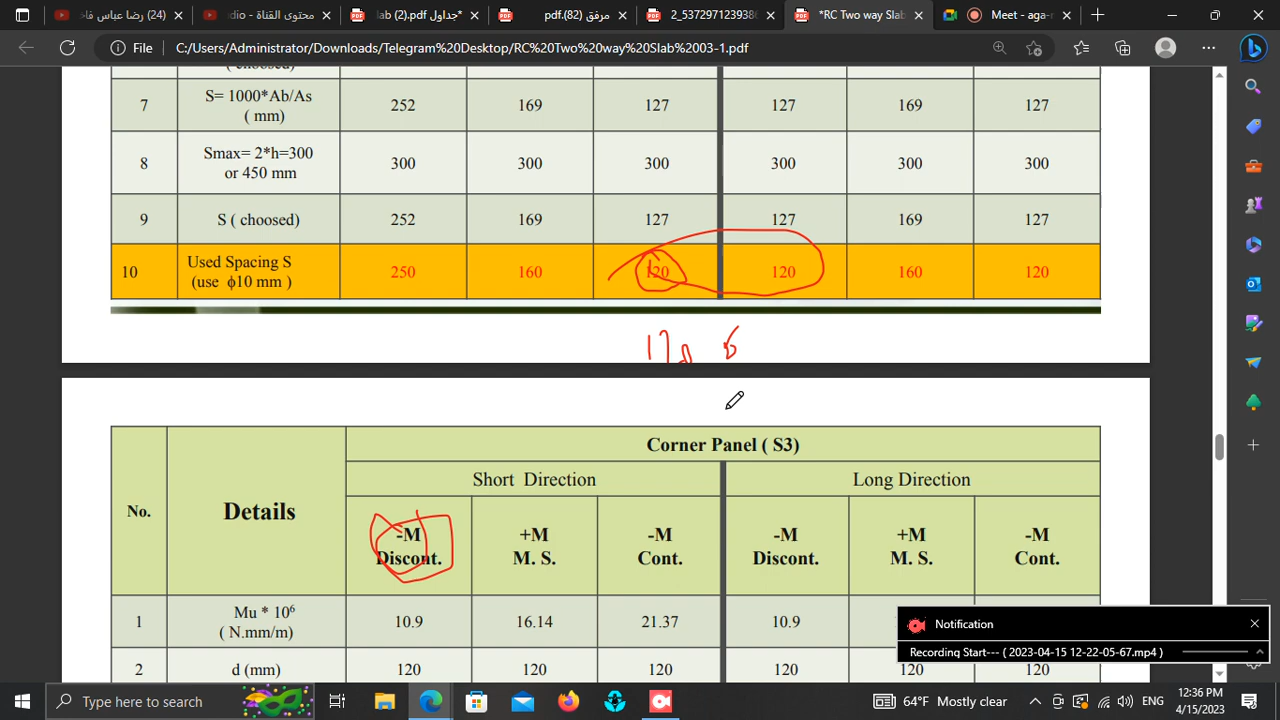 (24) رضا عباس فا
محتوى القناة - dio
جداول* lab (2).pdf
مرفق (82).pdf
2_5372971239386
*RC Two way Slab
Meet - aga-r
File
C:/Users/Administrator/Downloads/Telegram%20Desktop/RC%20Two%20way%20Slab%2003-1.pdf
( choosed)
7 S= 1000*Ab/As ( mm) 252 169 127 127 169 127
8 Smax= 2*h=300 or 450 mm 300 300 300 300 300 300
9 S ( choosed) 252 169 127 127 169 127
10 Used Spacing S (use ϕ10 mm ) 250 160 120 120 160 120
No. Details Corner Panel ( S3)
Short Direction Long Direction
-M Discont. +M M. S. -M Cont. -M Discont. +M M. S. -M Cont.
1 Mu * 10⁶ ( N.mm/m) 10.9 16.14 21.37 10.9
2 d (mm) 120 120 120 120 120 120
Notification
Recording Start--- ( 2023-04-15 12-22-05-67.mp4 )
Type here to search
64°F Mostly clear
ENG
12:36 PM
4/15/2023